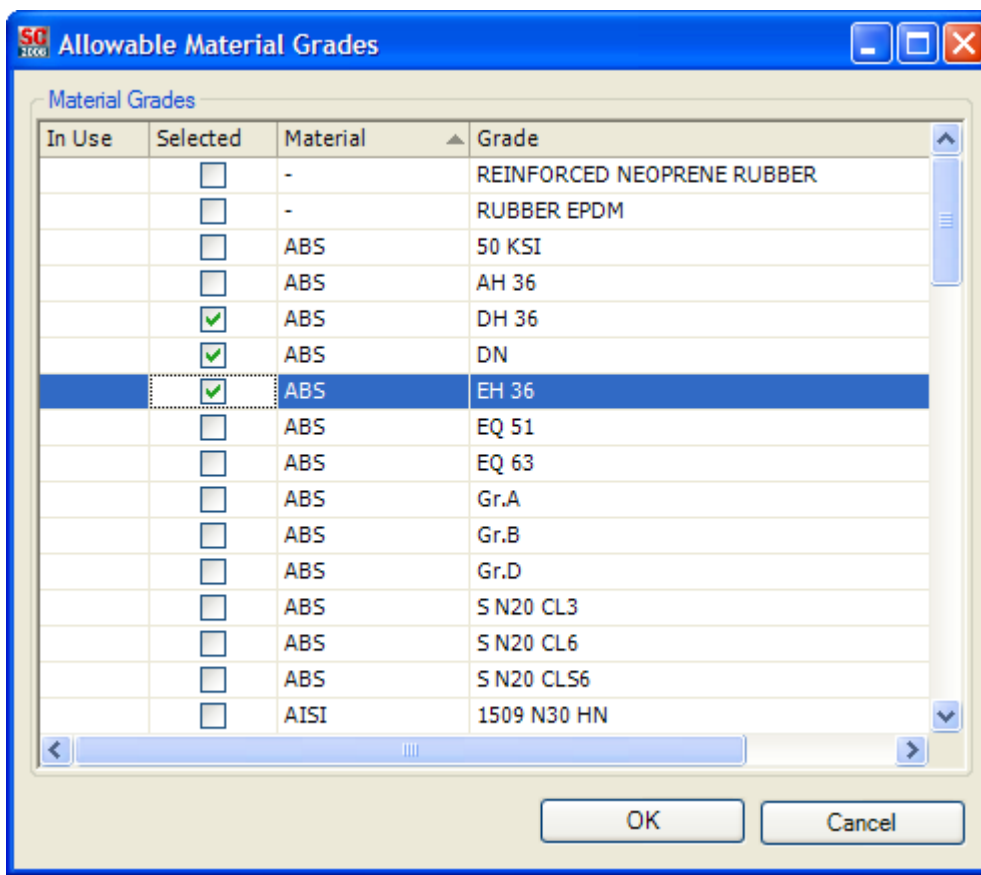 SC 2000 Allowable Material Grades
Material Grades
In Use Selected Material Grade
- REINFORCED NEOPRENE RUBBER
- RUBBER EPDM
ABS 50 KSI
ABS AH 36
ABS DH 36
ABS DN
ABS EH 36
ABS EQ 51
ABS EQ 63
ABS Gr.A
ABS Gr.B
ABS Gr.D
ABS S N20 CL3
ABS S N20 CL6
ABS S N20 CLS6
AISI 1509 N30 HN
OK Cancel